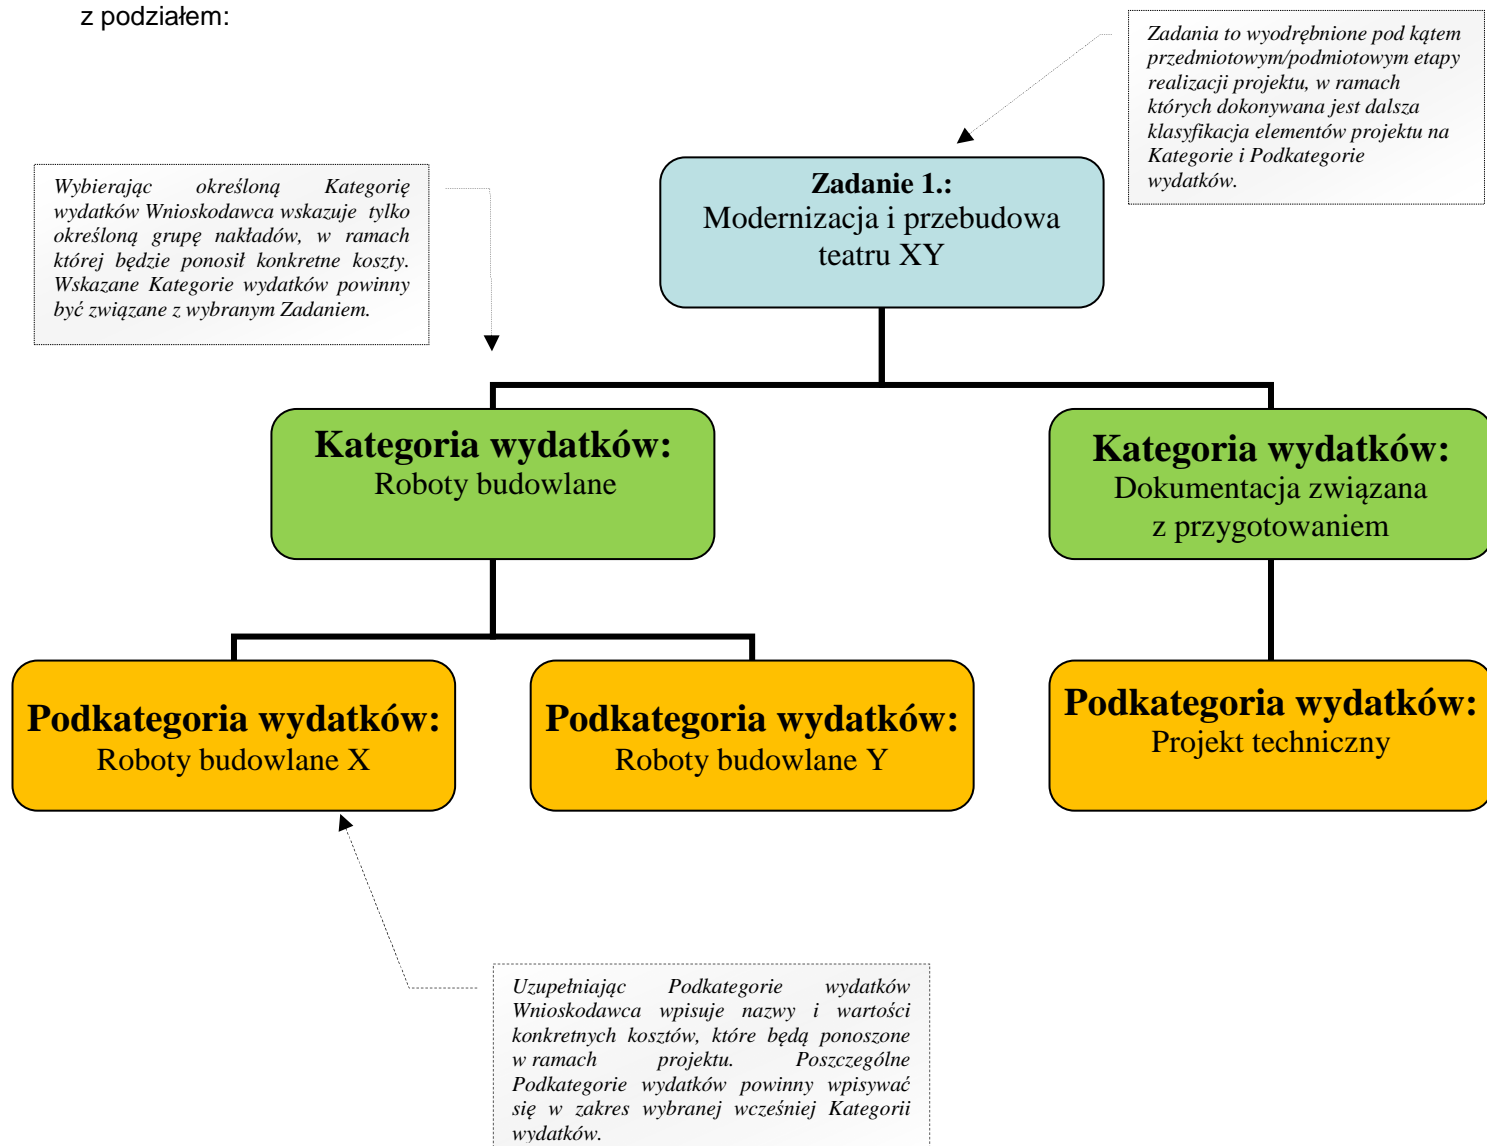 z podziałem:
Zadania to wyodrębnione pod kątem
przedmiotowym/podmiotowym etapy
realizacji projektu, w ramach
których dokonywana jest dalsza
klasyfikacja elementów projektu na
Kategorie i Podkategorie
wydatków.
Wybierając określoną Kategorię
wydatków Wnioskodawca wskazuje tylko
określoną grupę nakładów, w ramach
której będzie ponosił konkretne koszty.
Wskazane Kategorie wydatków powinny
być związane z wybranym Zadaniem.
Zadanie 1.:
Modernizacja i przebudowa
teatru XY
Kategoria wydatków:
Roboty budowlane
Kategoria wydatków:
Dokumentacja związana
z przygotowaniem
Podkategoria wydatków:
Roboty budowlane X
Podkategoria wydatków:
Roboty budowlane Y
Podkategoria wydatków:
Projekt techniczny
Uzupełniając Podkategorie wydatków
Wnioskodawca wpisuje nazwy i wartości
konkretnych kosztów, które będą ponoszone
w ramach projektu. Poszczególne
Podkategorie wydatków powinny wpisywać
się w zakres wybranej wcześniej Kategorii
wydatków.